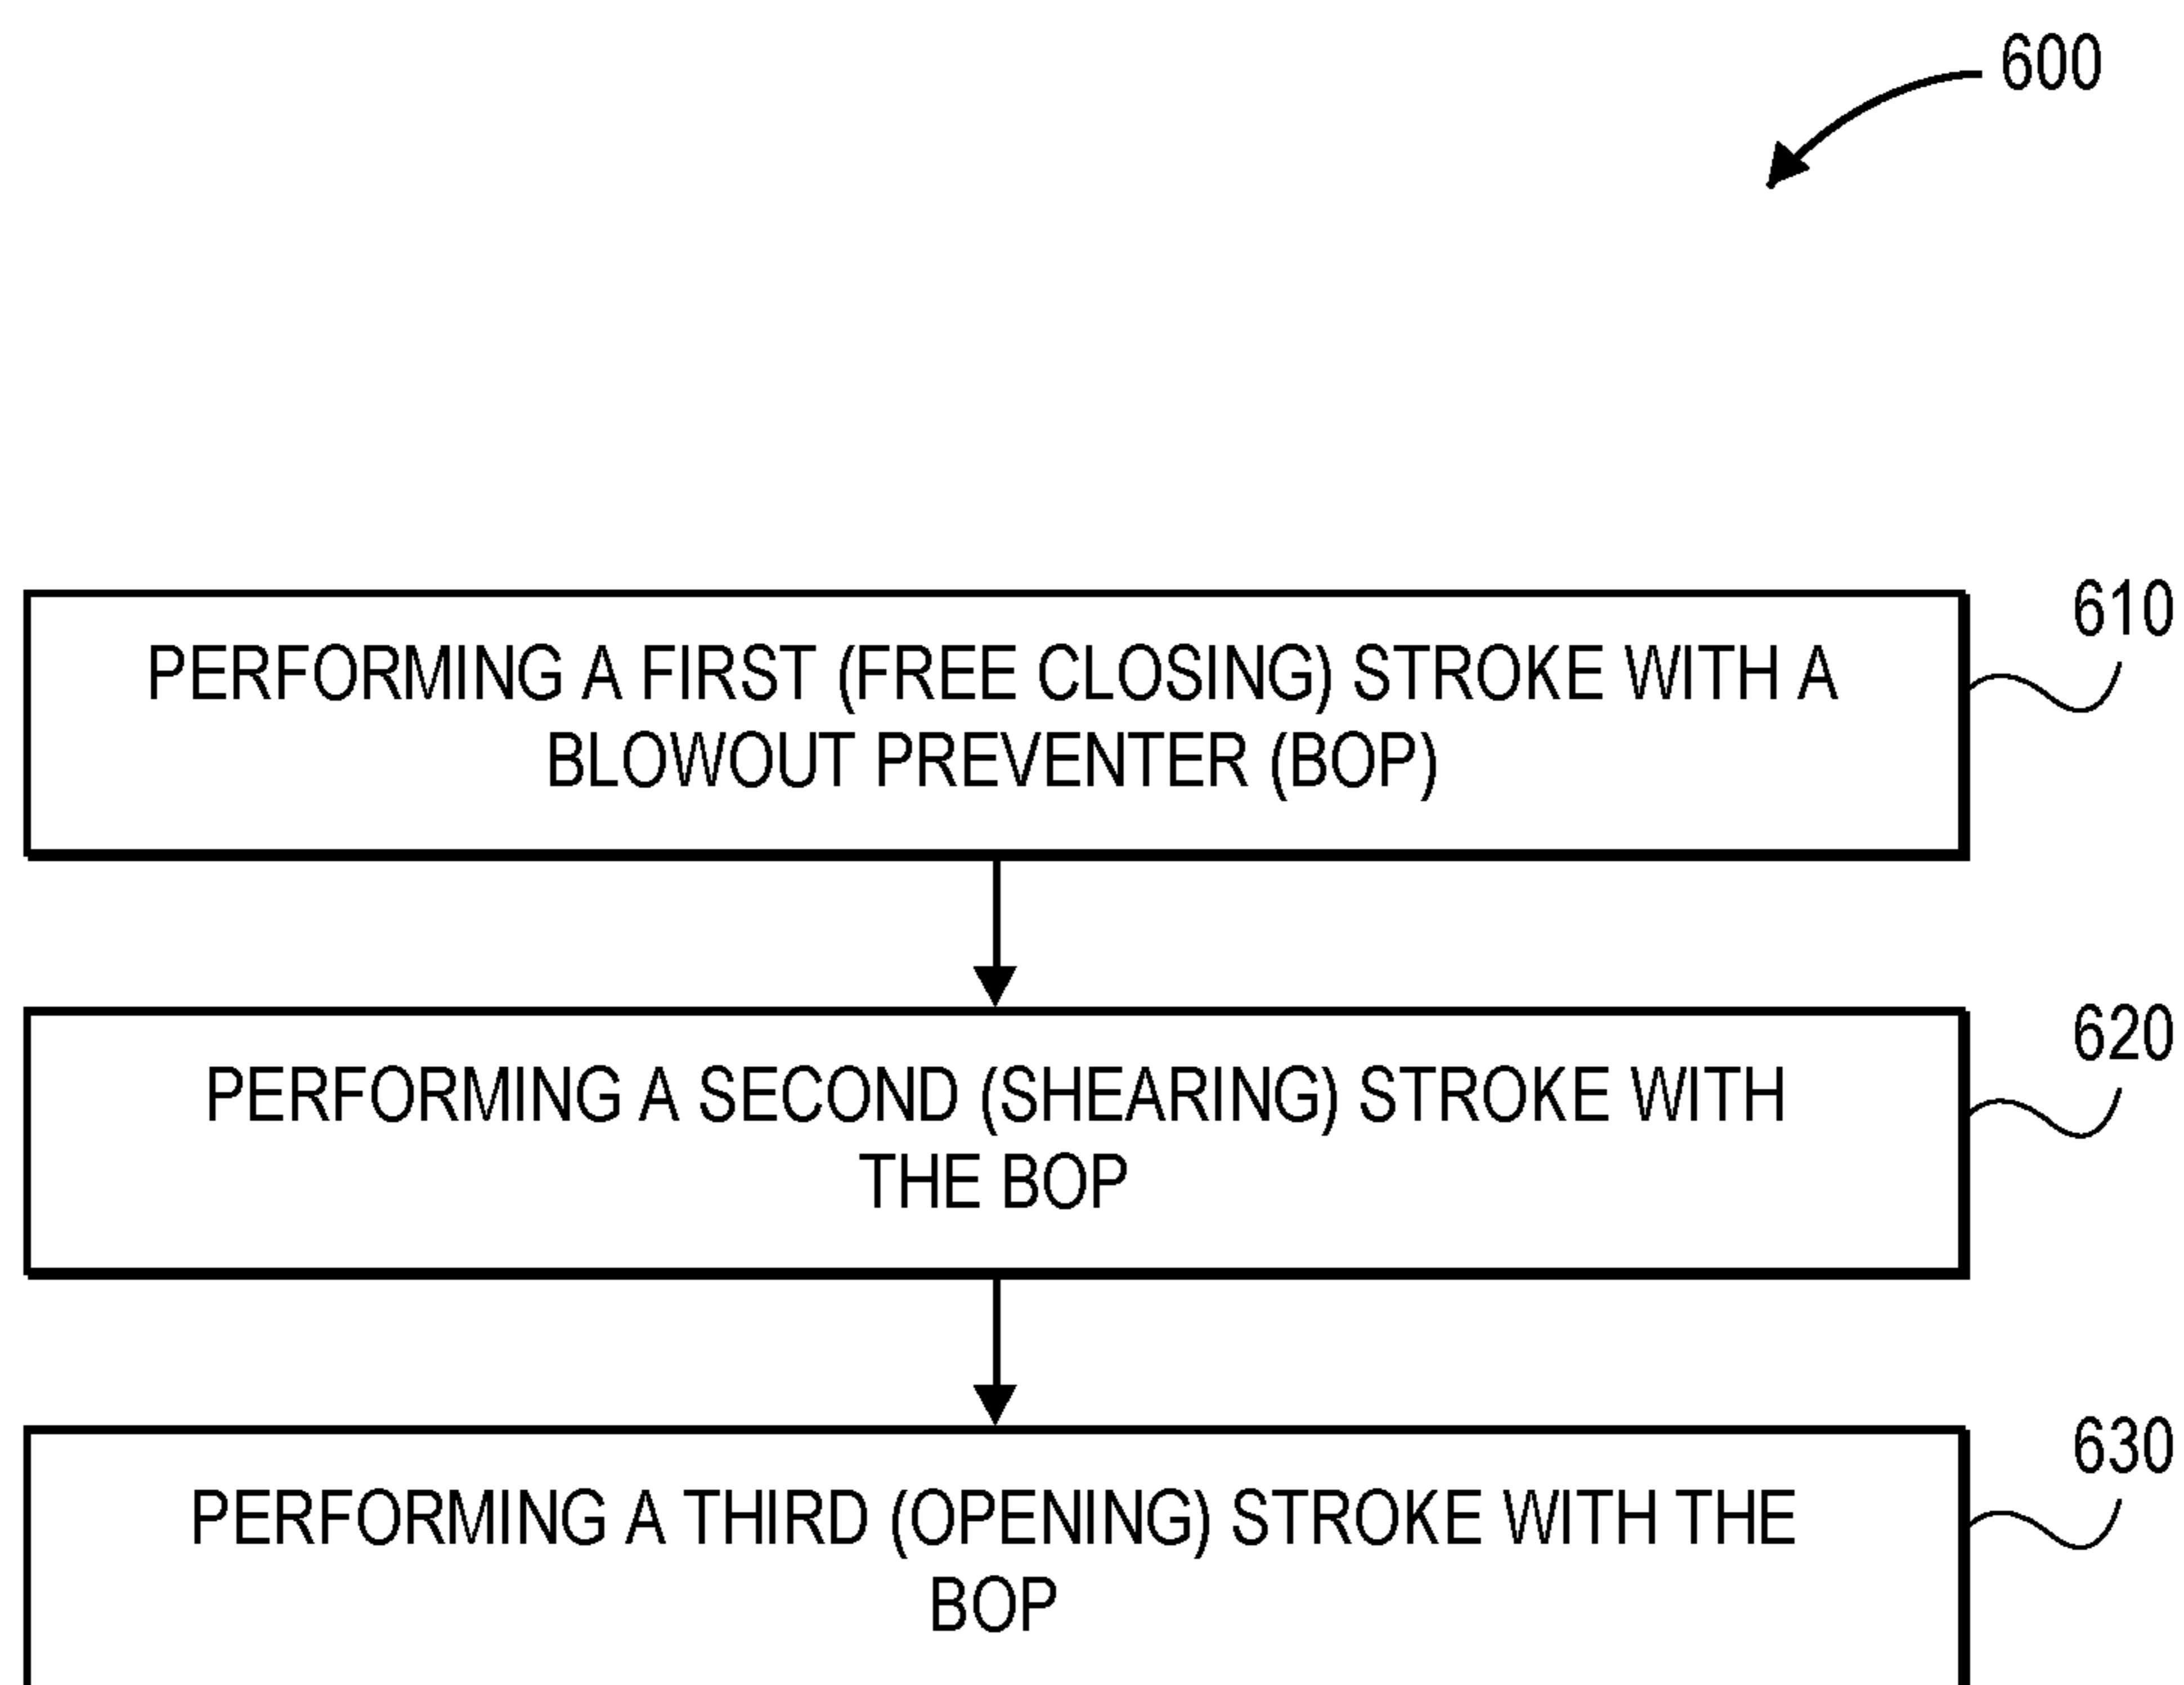 600
610
PERFORMING A FIRST (FREE CLOSING) STROKE WITH A
BLOWOUT PREVENTER (BOP)
620
PERFORMING A SECOND (SHEARING) STROKE WITH
THE BOP
630
PERFORMING A THIRD (OPENING) STROKE WITH THE
BOP